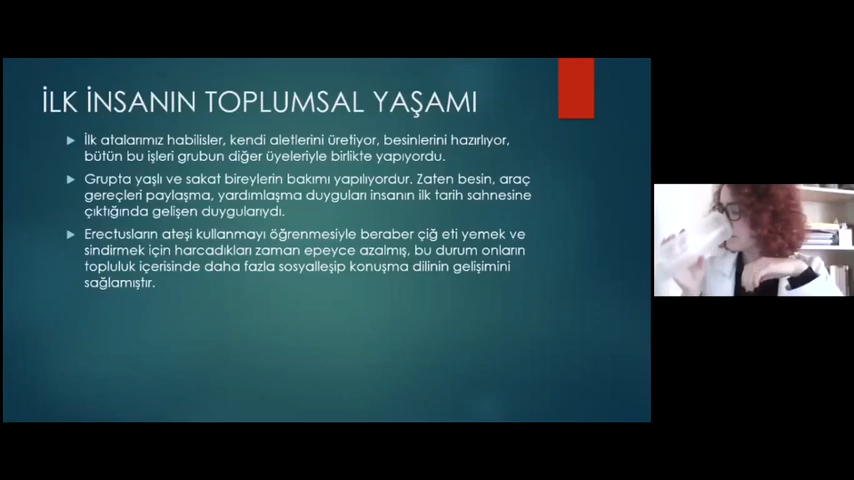 İLK İNSANIN TOPLUMSAL YAŞAMI
İlk atalarımız habilisler, kendi aletlerini üretiyor, besinlerini hazırlıyor,
bütün bu işleri grubun diğer üyeleriyle birlikte yapıyordu.
Grupta yaşlı ve sakat bireylerin bakımı yapılıyordur. Zaten besin, araç
gereçleri paylaşma, yardımlaşma duyguları insanın ilk tarih sahnesine
çıktığında gelişen duygularıydı.
Erectusların ateşi kullanmayı öğrenmesiyle beraber çiğ eti yemek ve
sindirmek için harcadıkları zaman epeyce azalmış, bu durum onların
topluluk içerisinde daha fazla sosyalleşip konuşma dilinin gelişimini
sağlamıştır.